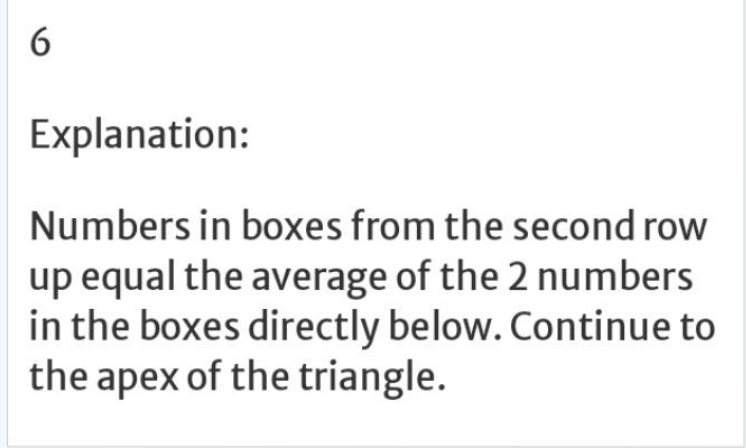 6
Explanation:
Numbers in boxes from the second row
up equal the average of the 2 numbers
in the boxes directly below. Continue to
the apex of the triangle.